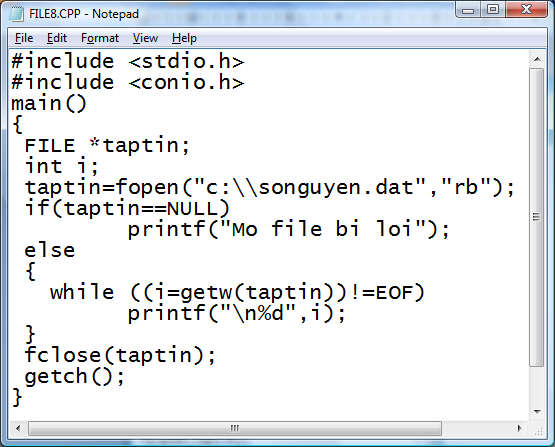 FILE8.CPP - Notepad
File Edit Format View Help
#include <stdio.h>
#include <conio.h>
main()
{
 FILE *taptin;
 int i;
 taptin=fopen("c:\\songuyen.dat","rb");
 if(taptin==NULL)
         printf("Mo file bi loi");
 else
 {
   while ((i=getw(taptin))!=EOF)
         printf("\n%d",i);
 }
 fclose(taptin);
 getch();
}